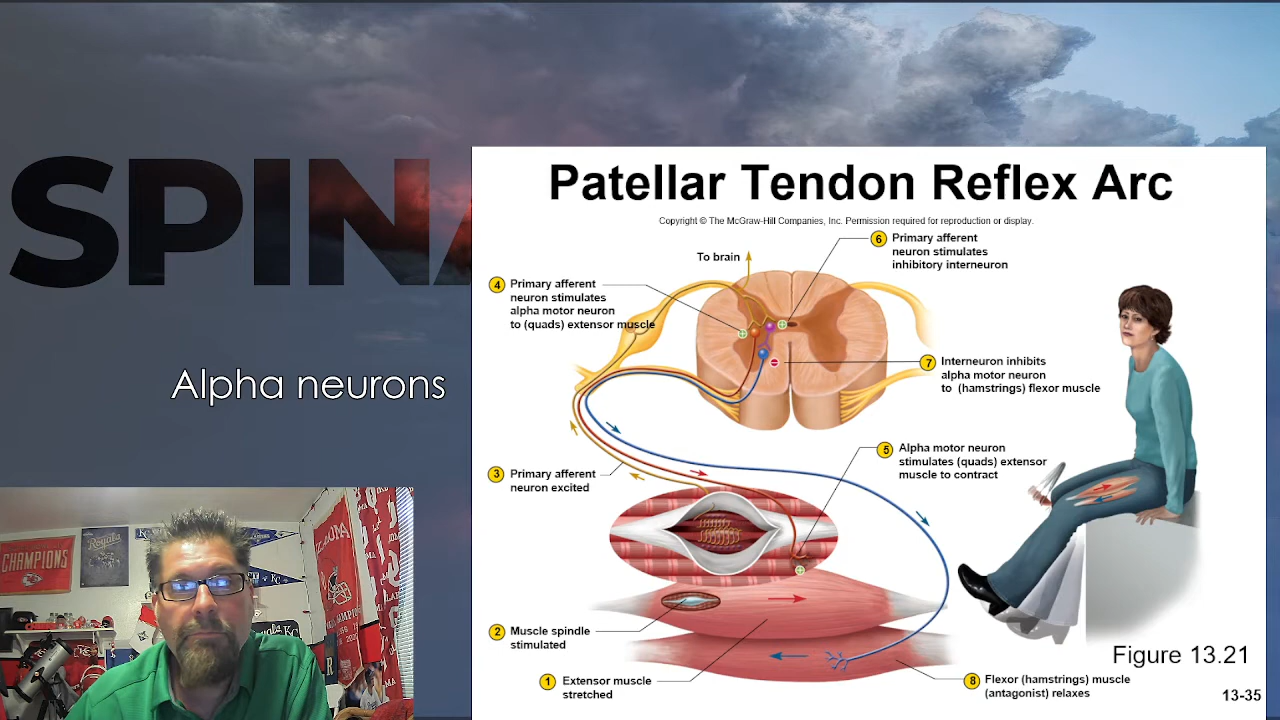 SPINA
Alpha neurons
Patellar Tendon Reflex Arc
Copyright © The McGraw-Hill Companies, Inc. Permission required for reproduction or display.
To brain
6 Primary afferent
neuron stimulates
inhibitory interneuron
4 Primary afferent
neuron stimulates
alpha motor neuron
to (quads) extensor muscle
7 Interneuron inhibits
alpha motor neuron
to (hamstrings) flexor muscle
5 Alpha motor neuron
stimulates (quads) extensor
muscle to contract
3 Primary afferent
neuron excited
2 Muscle spindle
stimulated
1 Extensor muscle
stretched
8 Flexor (hamstrings) muscle
(antagonist) relaxes
Figure 13.21
13-35
CHAMPIONS
Royals
KC